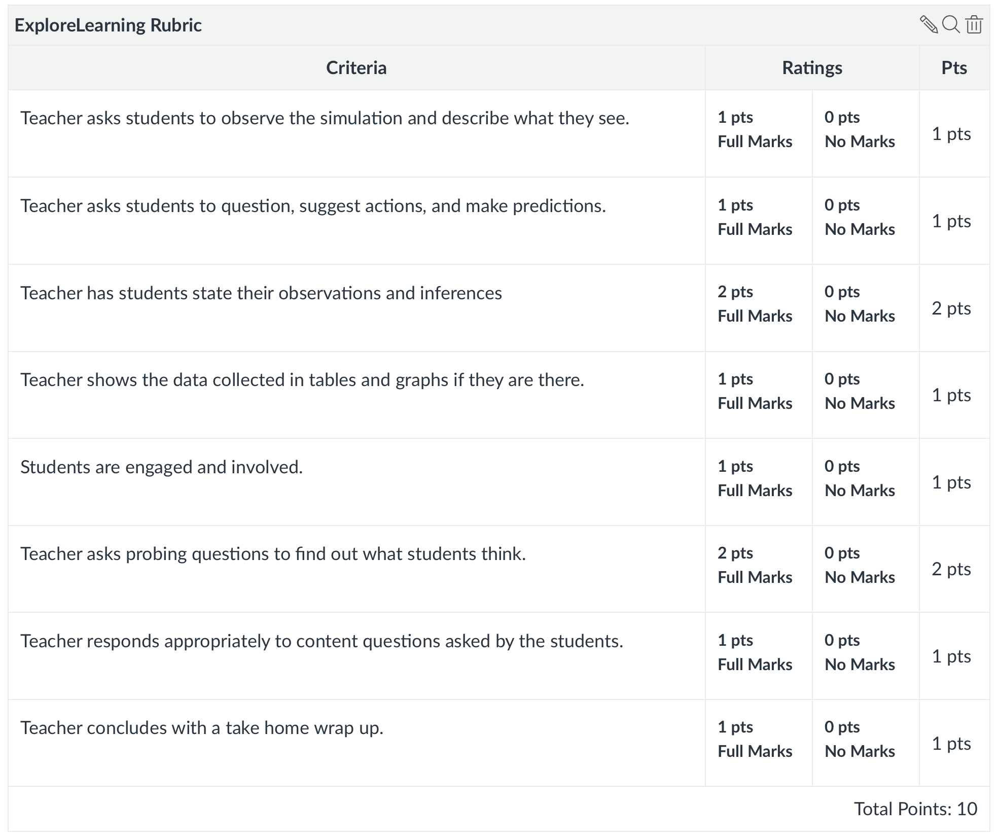 ExploreLearning Rubric
Criteria Ratings Pts
Teacher asks students to observe the simulation and describe what they see.
1 pts
Full Marks
0 pts
No Marks
1 pts
Teacher asks students to question, suggest actions, and make predictions.
1 pts
Full Marks
0 pts
No Marks
1 pts
Teacher has students state their observations and inferences
2 pts
Full Marks
0 pts
No Marks
2 pts
Teacher shows the data collected in tables and graphs if they are there.
1 pts
Full Marks
0 pts
No Marks
1 pts
Students are engaged and involved.
1 pts
Full Marks
0 pts
No Marks
1 pts
Teacher asks probing questions to find out what students think.
2 pts
Full Marks
0 pts
No Marks
2 pts
Teacher responds appropriately to content questions asked by the students.
1 pts
Full Marks
0 pts
No Marks
1 pts
Teacher concludes with a take home wrap up.
1 pts
Full Marks
0 pts
No Marks
1 pts
Total Points: 10